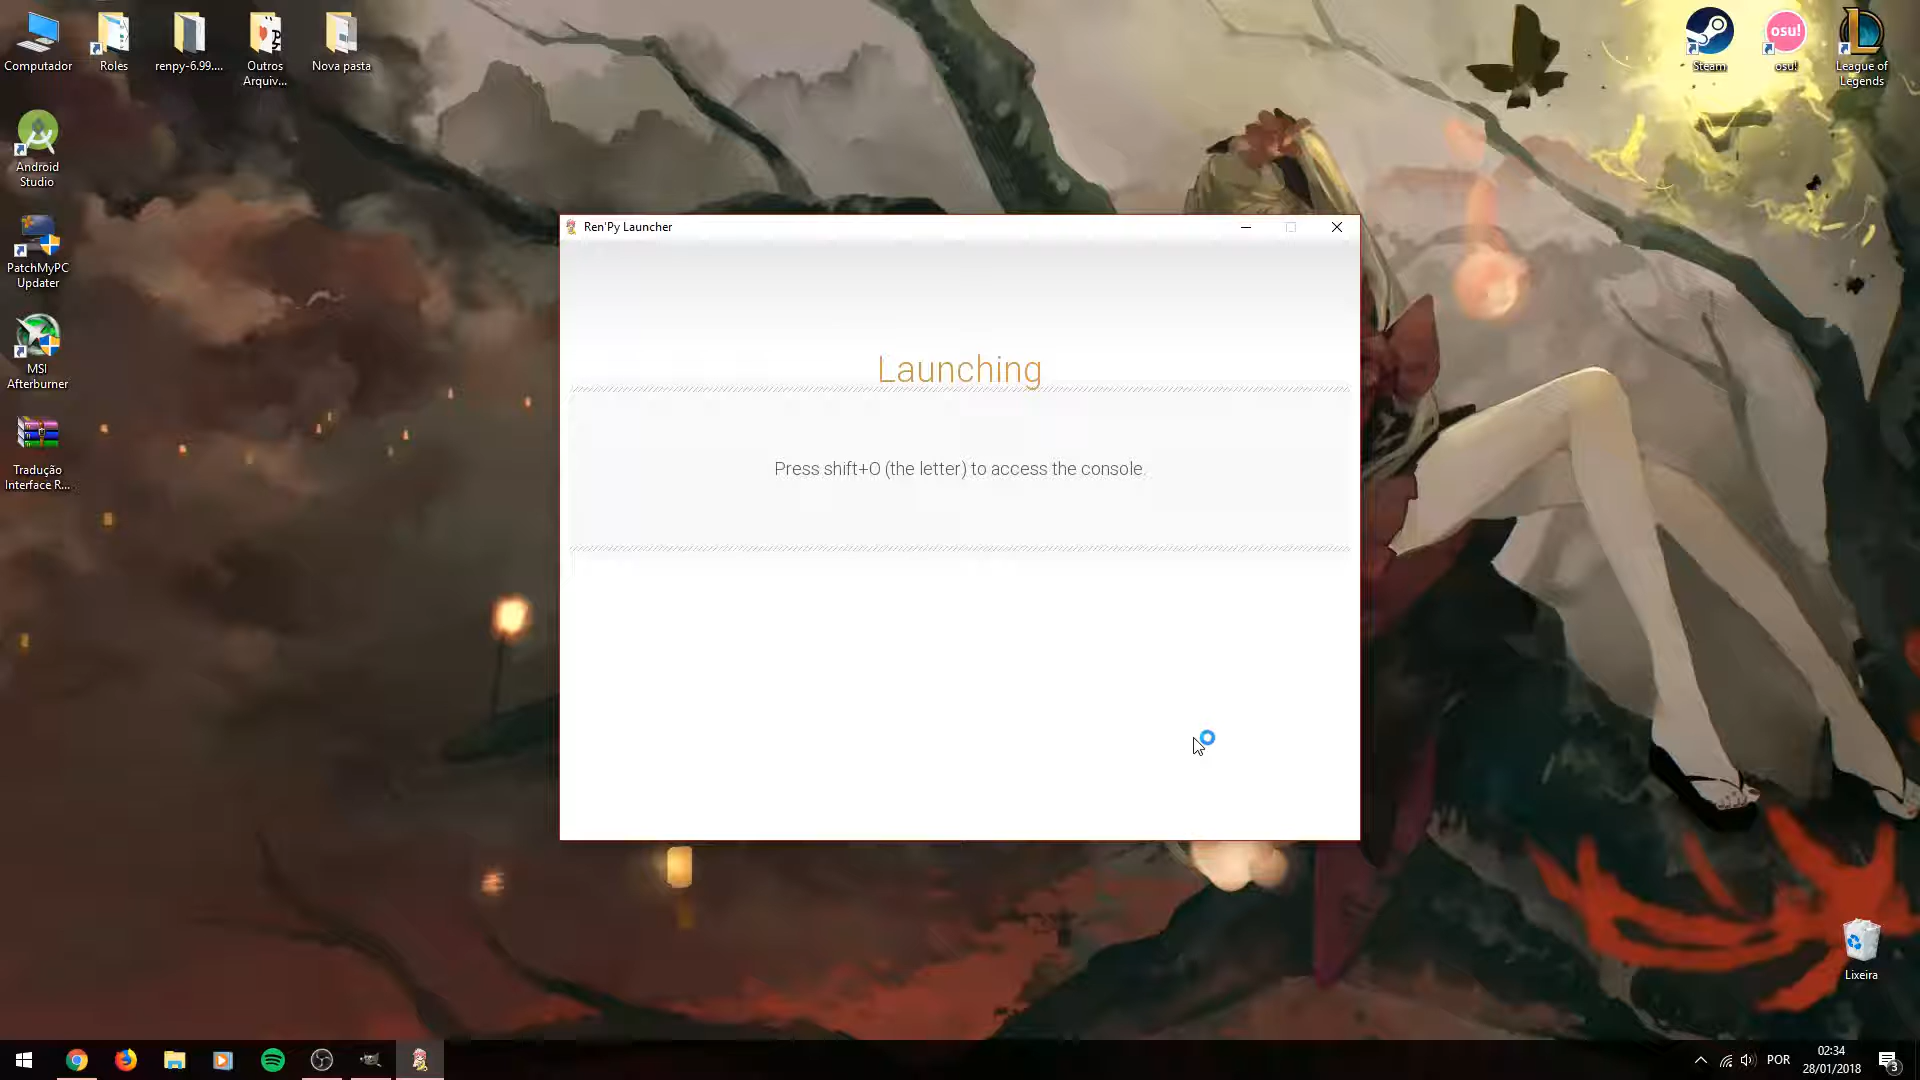 Computador
Roles
renpy-6.99....
Outros
Arquiv...
Nova pasta
Steam
osu!
osu!
League of
Legends
Android
Studio
PatchMyPC
Updater
MSI
Afterburner
Tradução
Interface R...
Ren'Py Launcher
Launching
Press shift+O (the letter) to access the console.
Lixeira
POR
02:34
28/01/2018
3